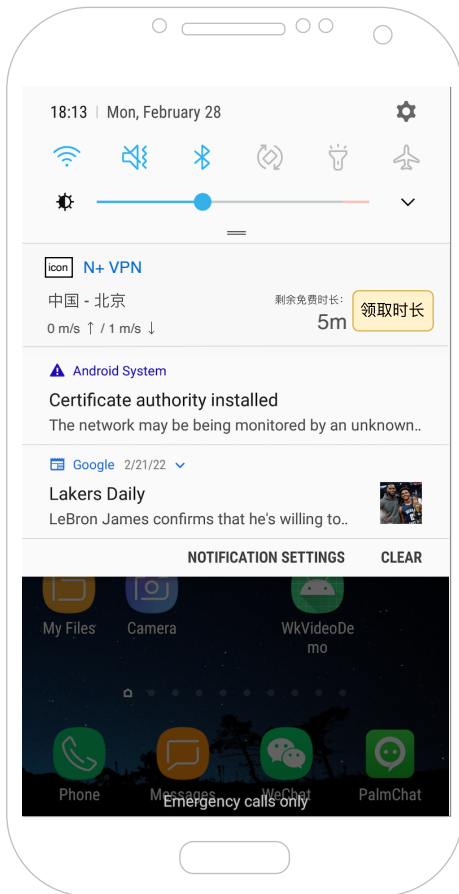 18:13 | Mon, February 28
icon N+ VPN
中国 - 北京
剩余免费时长:
0 m/s ↑ / 1 m/s ↓
5m
领取时长
Android System
Certificate authority installed
The network may be being monitored by an unknown..
Google 2/21/22
Lakers Daily
LeBron James confirms that he's willing to..
NOTIFICATION SETTINGS CLEAR
My Files Camera WkVideoDe
mo
Phone Messages WeChat PalmChat
Emergency calls only